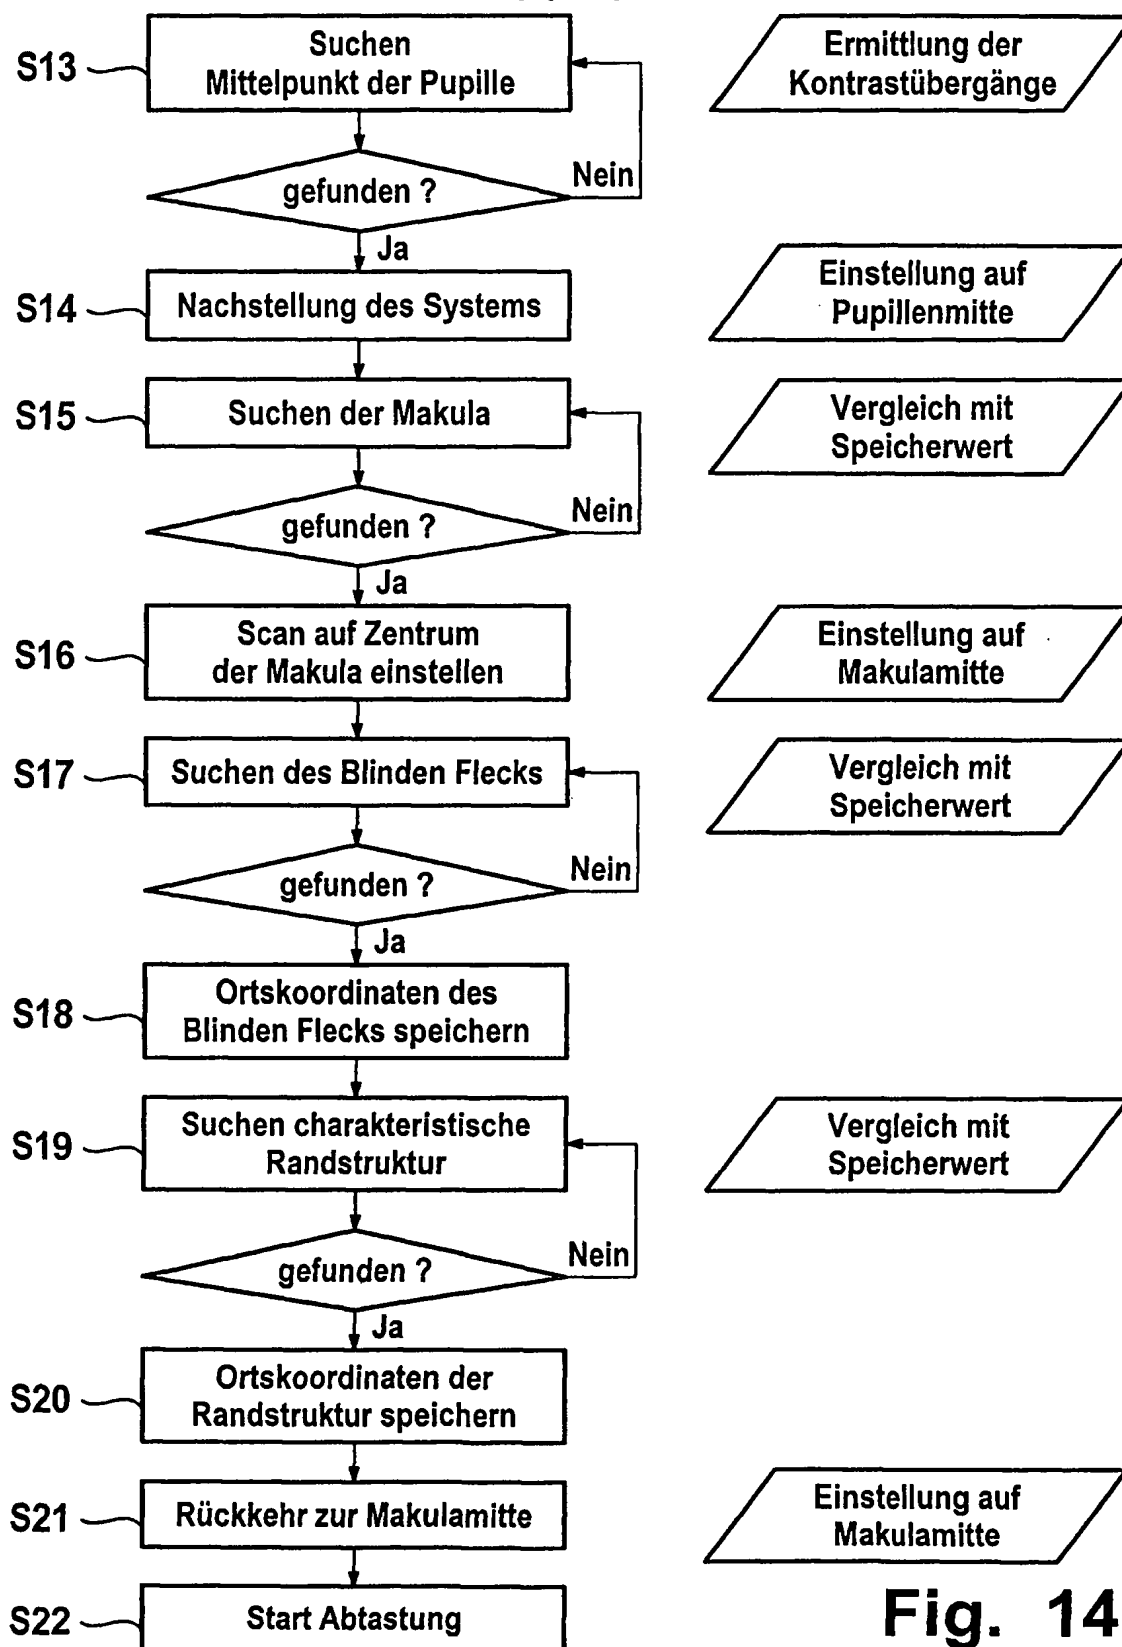 S13
Suchen
Mittelpunkt der Pupille
Ermittlung der
Kontrastübergänge
gefunden ?
Nein
Ja
S14
Nachstellung des Systems
Einstellung auf
Pupillenmitte
S15
Suchen der Makula
Vergleich mit
Speicherwert
gefunden ?
Nein
Ja
S16
Scan auf Zentrum
der Makula einstellen
Einstellung auf
Makulamitte
S17
Suchen des Blinden Flecks
Vergleich mit
Speicherwert
gefunden ?
Nein
Ja
S18
Ortskoordinaten des
Blinden Flecks speichern
S19
Suchen charakteristische
Randstruktur
Vergleich mit
Speicherwert
gefunden ?
Nein
Ja
S20
Ortskoordinaten der
Randstruktur speichern
S21
Rückkehr zur Makulamitte
Einstellung auf
Makulamitte
S22
Start Abtastung
Fig. 14